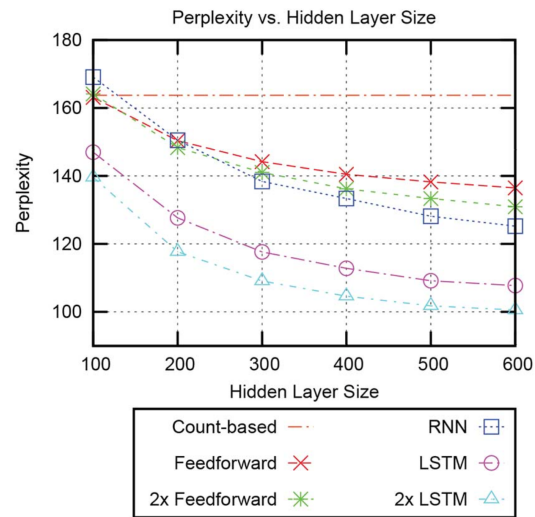 Perplexity vs. Hidden Layer Size
180
160
140
120
100
Perplexity
100 200 300 400 500 600
Hidden Layer Size
Count-based RNN
Feedforward LSTM
2x Feedforward 2x LSTM